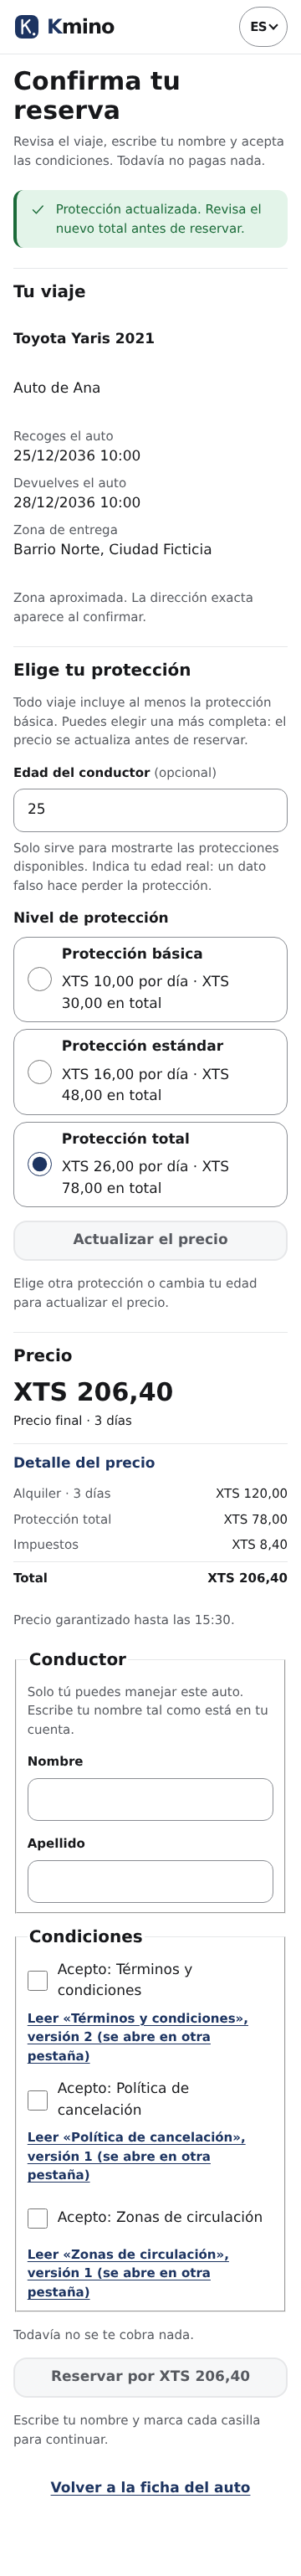 Kmino
ES
Confirma tu
reserva
Revisa el viaje, escribe tu nombre y acepta
las condiciones. Todavía no pagas nada.
Protección actualizada. Revisa el
nuevo total antes de reservar.
Tu viaje
Toyota Yaris 2021
Auto de Ana
Recoges el auto
25/12/2036 10:00
Devuelves el auto
28/12/2036 10:00
Zona de entrega
Barrio Norte, Ciudad Ficticia
Zona aproximada. La dirección exacta
aparece al confirmar.
Elige tu protección
Todo viaje incluye al menos la protección
básica. Puedes elegir una más completa: el
precio se actualiza antes de reservar.
Edad del conductor (opcional)
25
Solo sirve para mostrarte las protecciones
disponibles. Indica tu edad real: un dato
falso hace perder la protección.
Nivel de protección
Protección básica
XTS 10,00 por día · XTS
30,00 en total
Protección estándar
XTS 16,00 por día · XTS
48,00 en total
Protección total
XTS 26,00 por día · XTS
78,00 en total
Actualizar el precio
Elige otra protección o cambia tu edad
para actualizar el precio.
Precio
XTS 206,40
Precio final · 3 días
Detalle del precio
Alquiler · 3 días XTS 120,00
Protección total XTS 78,00
Impuestos XTS 8,40
Total XTS 206,40
Precio garantizado hasta las 15:30.
Conductor
Solo tú puedes manejar este auto.
Escribe tu nombre tal como está en tu
cuenta.
Nombre
Apellido
Condiciones
Acepto: Términos y
condiciones
Leer «Términos y condiciones»,
versión 2 (se abre en otra
pestaña)
Acepto: Política de
cancelación
Leer «Política de cancelación»,
versión 1 (se abre en otra
pestaña)
Acepto: Zonas de circulación
Leer «Zonas de circulación»,
versión 1 (se abre en otra
pestaña)
Todavía no se te cobra nada.
Reservar por XTS 206,40
Escribe tu nombre y marca cada casilla
para continuar.
Volver a la ficha del auto